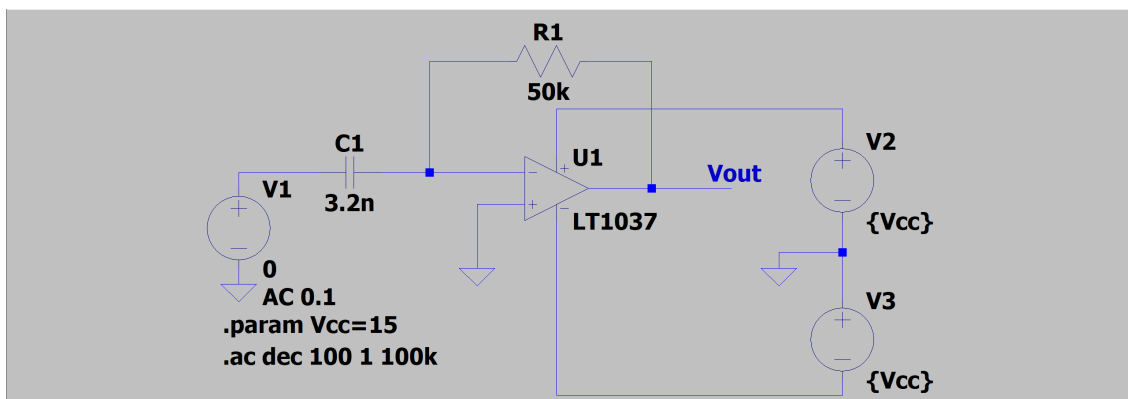 R1
50k
C1
3.2n
V1
0
AC 0.1
.param Vcc=15
.ac dec 100 1 100k
U1
LT1037
Vout
V2
{Vcc}
V3
{Vcc}